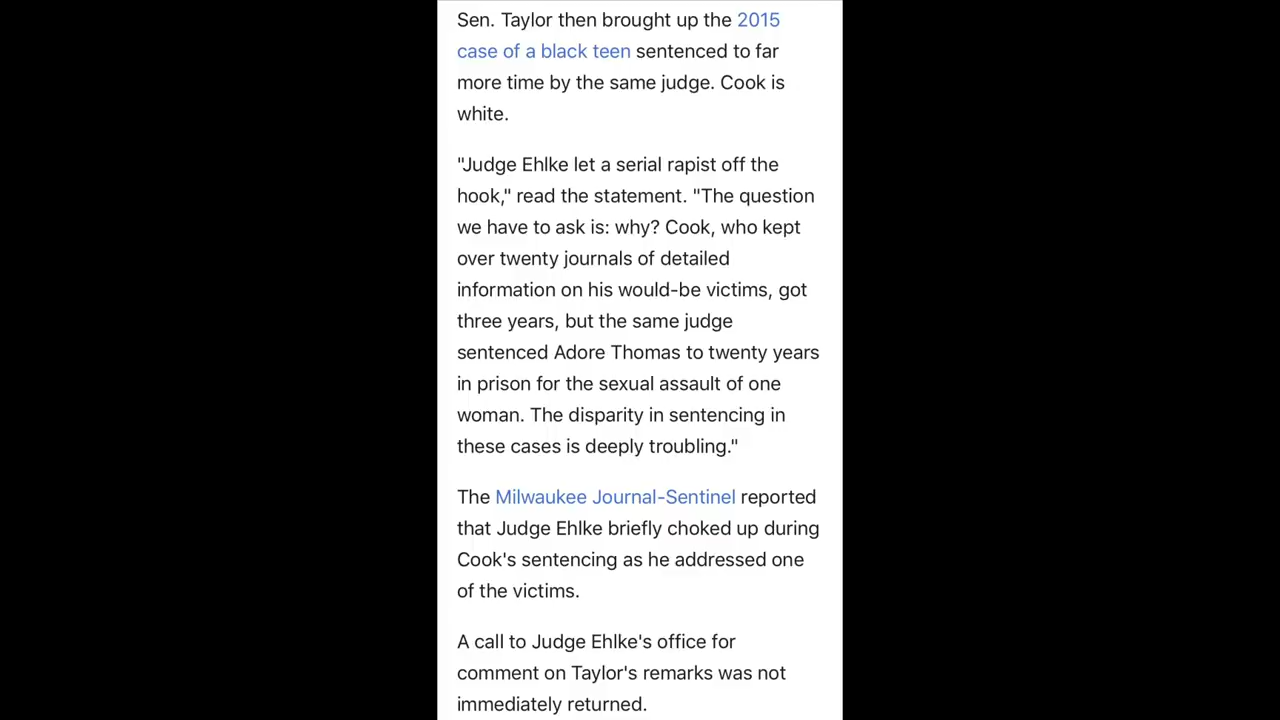 Sen. Taylor then brought up the 2015
case of a black teen sentenced to far
more time by the same judge. Cook is
white.
"Judge Ehlke let a serial rapist off the
hook," read the statement. "The question
we have to ask is: why? Cook, who kept
over twenty journals of detailed
information on his would-be victims, got
three years, but the same judge
sentenced Adore Thomas to twenty years
in prison for the sexual assault of one
woman. The disparity in sentencing in
these cases is deeply troubling."
The Milwaukee Journal-Sentinel reported
that Judge Ehlke briefly choked up during
Cook's sentencing as he addressed one
of the victims.
A call to Judge Ehlke's office for
comment on Taylor's remarks was not
immediately returned.